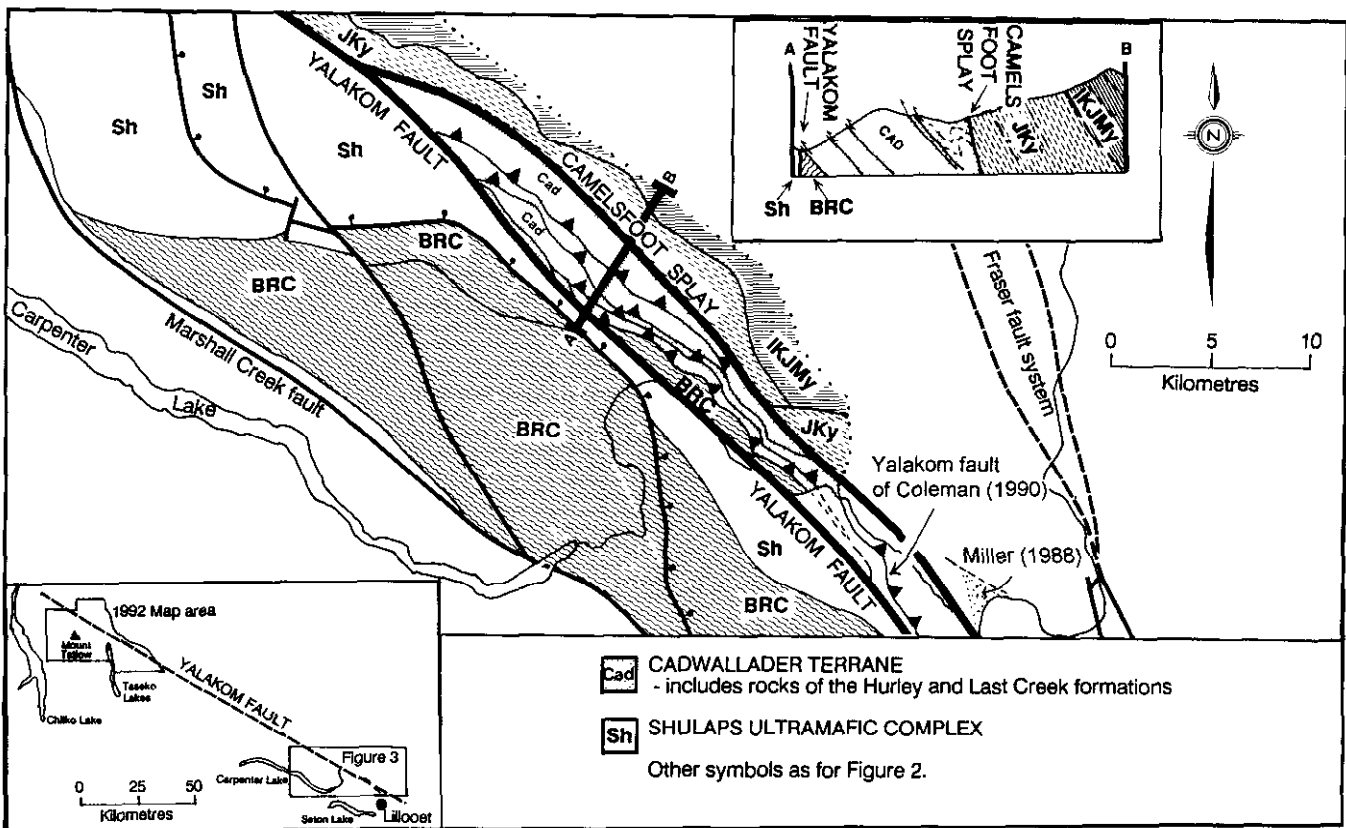 JKy
YALAKOM FAULT
Sh
Sh
Sh
Cad
Cad
CAMELSFOOT SPLAY
B
A
BRC
BRC
BRC
BRC
BRC
Sh
JKy
lKJMy
Marshall Creek fault
Carpenter
Lake
YALAKOM FAULT
Yalakom fault
of Coleman (1990)
Miller (1988)
Fraser fault system
A
YALAKOM
FAULT
CAMELS
FOOT
SPLAY
B
CAD
JKy
lKJMy
Sh
BRC
N
0 5 10
Kilometres
1992 Map area
Mount
Tatlow
Taseko
Lakes
Chilko Lake
YALAKOM FAULT
Figure 3
Carpenter Lake
Seton Lake
Lillooet
0 25 50
Kilometres
Cad CADWALLADER TERRANE
- includes rocks of the Hurley and Last Creek formations
Sh SHULAPS ULTRAMAFIC COMPLEX
Other symbols as for Figure 2.